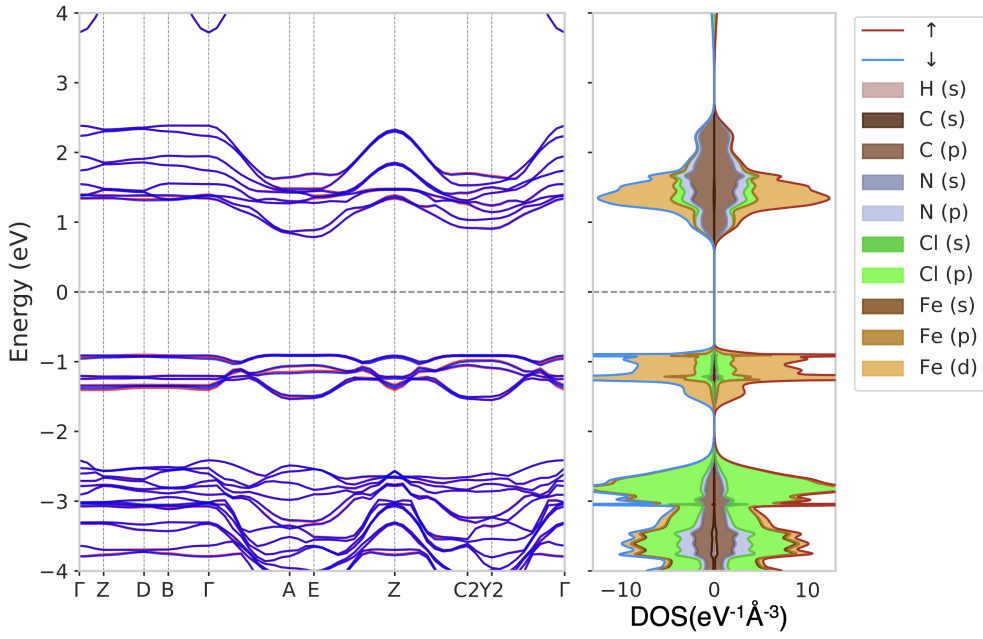 4
3
2
1
0
−1
−2
−3
−4
Energy (eV)
Γ Z D B Γ A E Z C2Y2 Γ
−10 0 10
DOS(eV⁻¹Å⁻³)
↑
↓
H (s)
C (s)
C (p)
N (s)
N (p)
Cl (s)
Cl (p)
Fe (s)
Fe (p)
Fe (d)